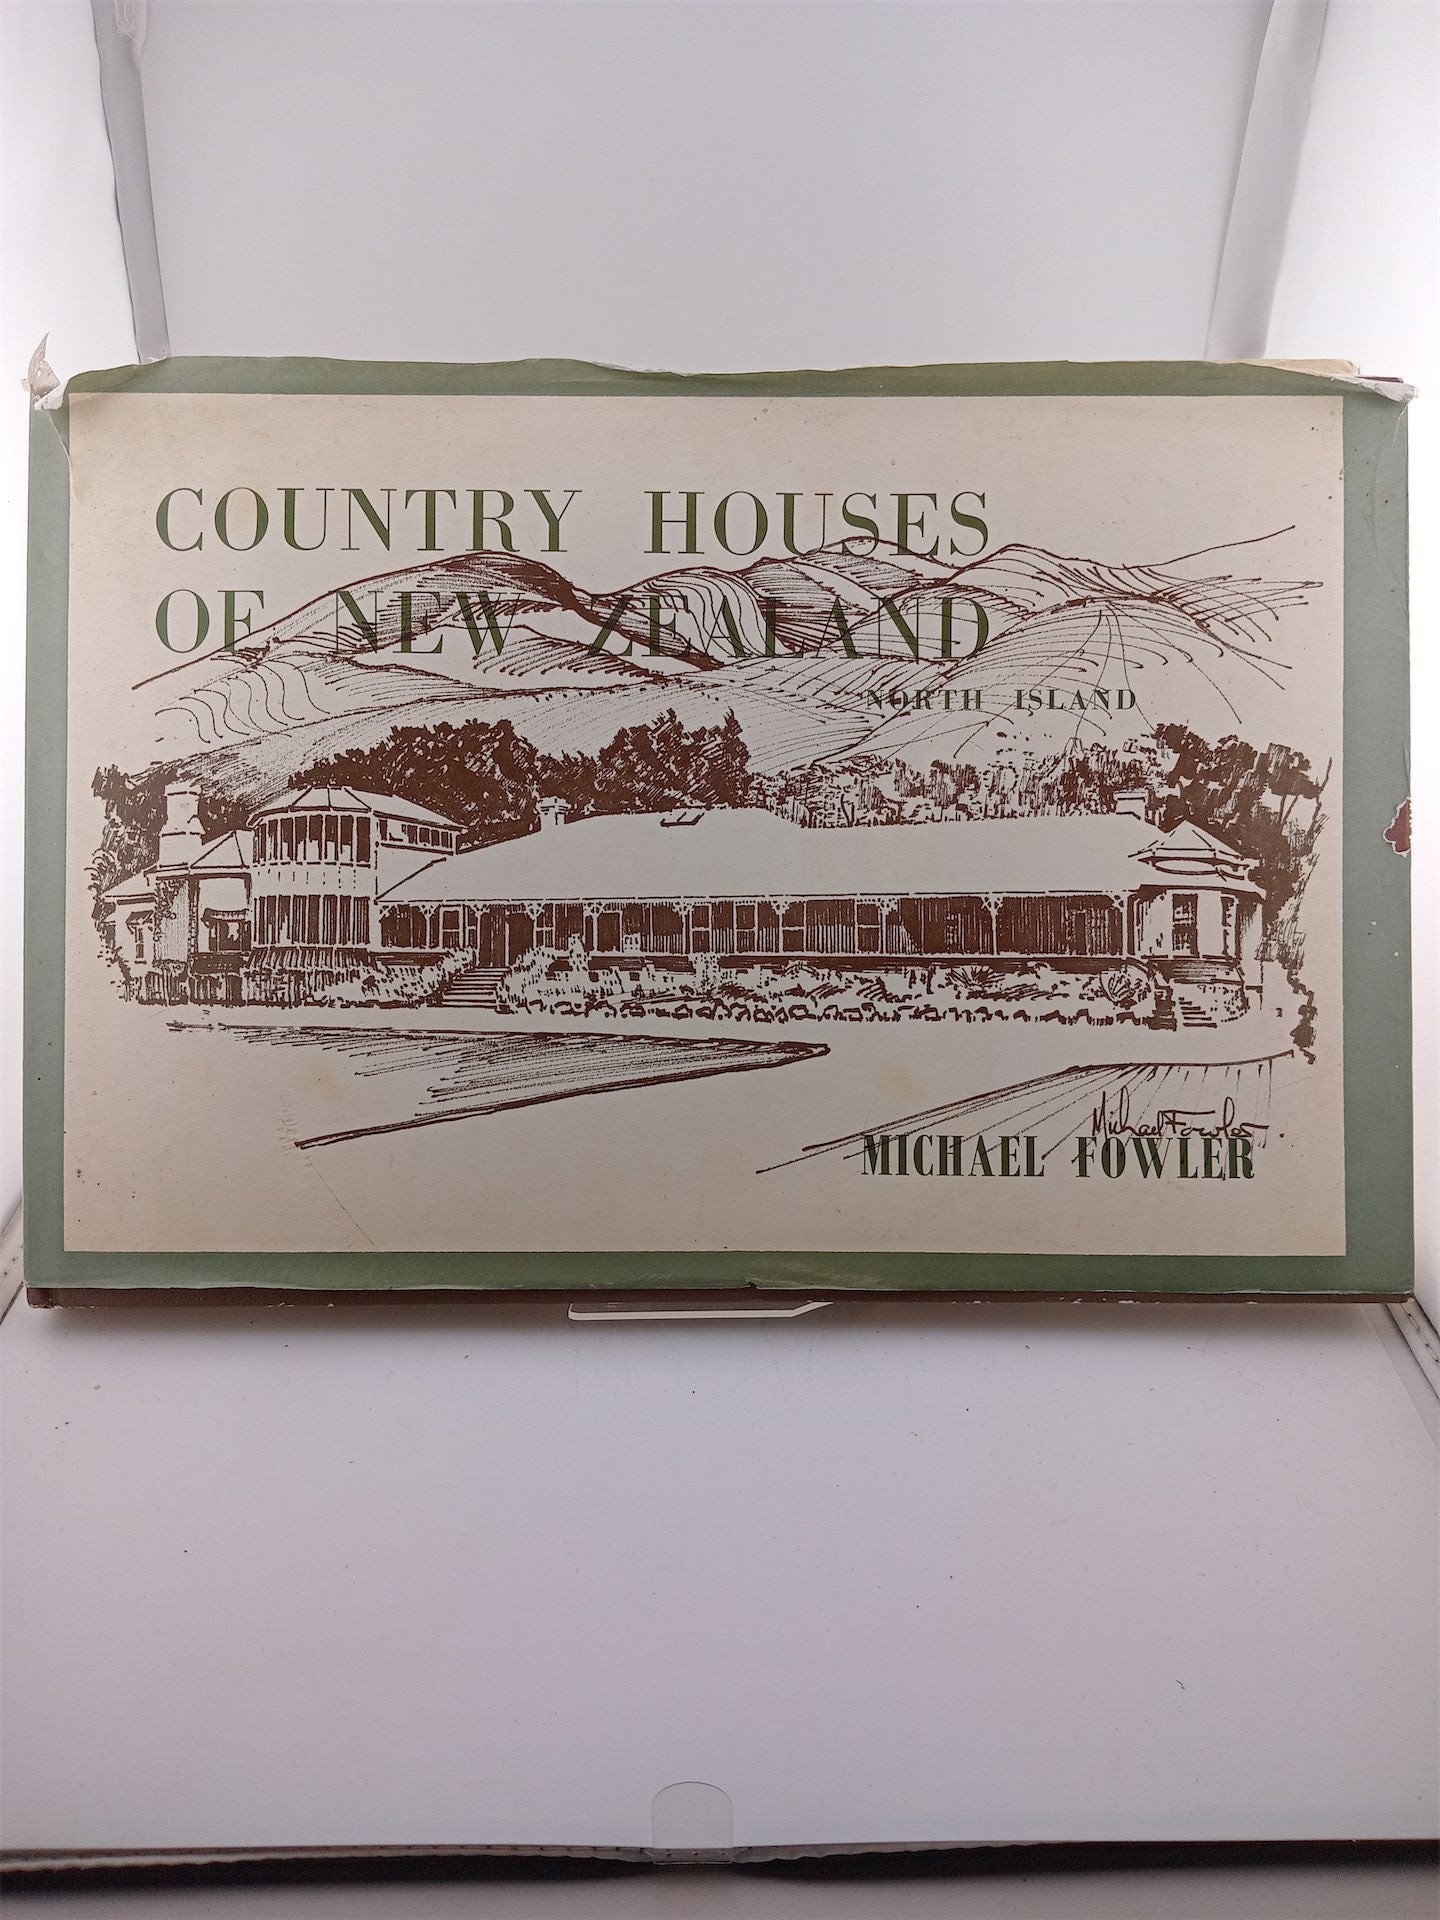 COUNTRY HOUSES
OF NEW ZEALAND
NORTH ISLAND
Michael Fowler
MICHAEL FOWLER